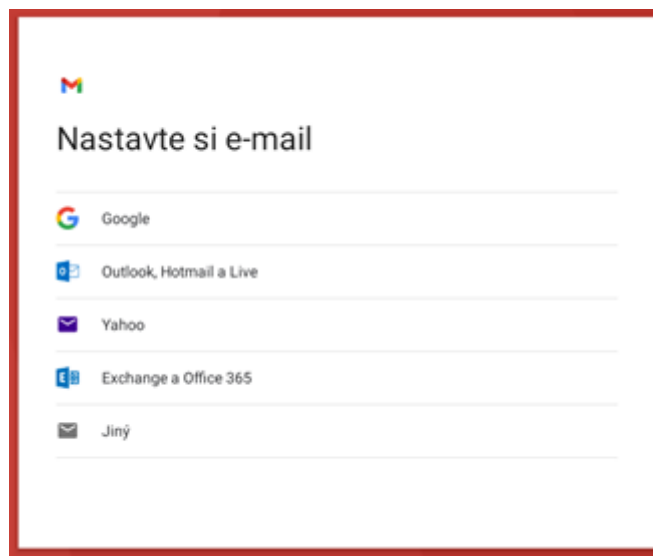 Nastavte si e-mail
Google
Outlook, Hotmail a Live
Yahoo
Exchange a Office 365
Jiný